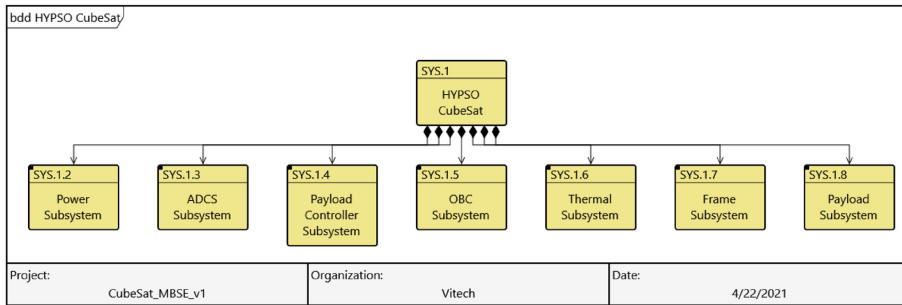 bdd HYPSO CubeSat
SYS.1
HYPSO
CubeSat
SYS.1.2
Power
Subsystem
SYS.1.3
ADCS
Subsystem
SYS.1.4
Payload
Controller
Subsystem
SYS.1.5
OBC
Subsystem
SYS.1.6
Thermal
Subsystem
SYS.1.7
Frame
Subsystem
SYS.1.8
Payload
Subsystem
Project:
CubeSat_MBSE_v1
Organization:
Vitech
Date:
4/22/2021